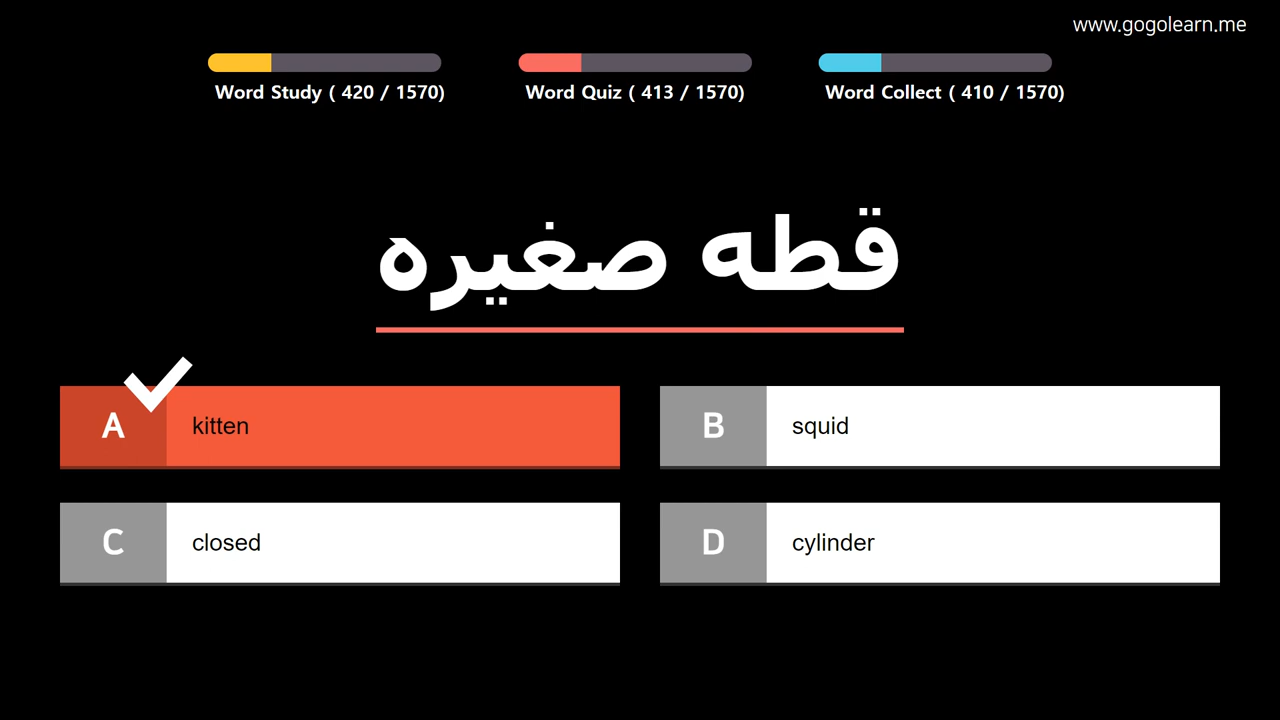 www.gogolearn.me
Word Study ( 420 / 1570)
Word Quiz ( 413 / 1570)
Word Collect ( 410 / 1570)
قطه صغيره
A kitten
B squid
C closed
D cylinder